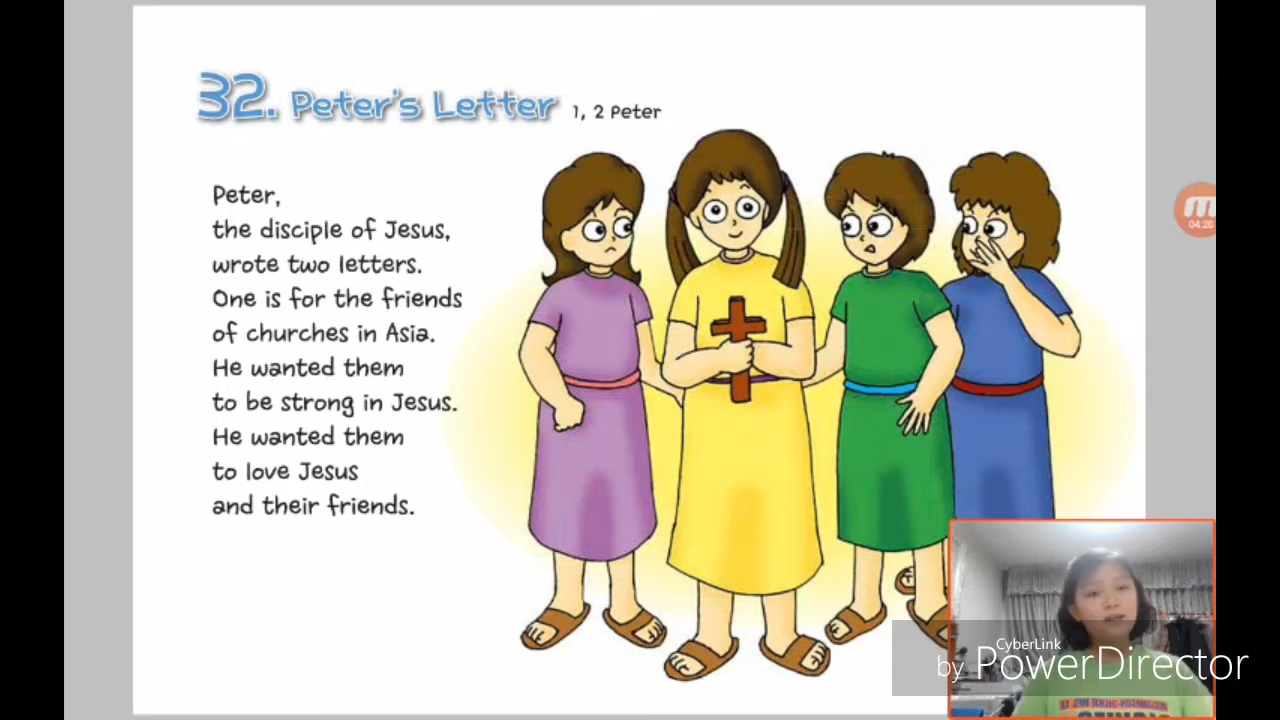 32. Peter's Letter 1, 2 Peter
Peter,
the disciple of Jesus,
wrote two letters.
One is for the friends
of churches in Asia.
He wanted them
to be strong in Jesus.
He wanted them
to love Jesus
and their friends.
04:20
CyberLink
by PowerDirector